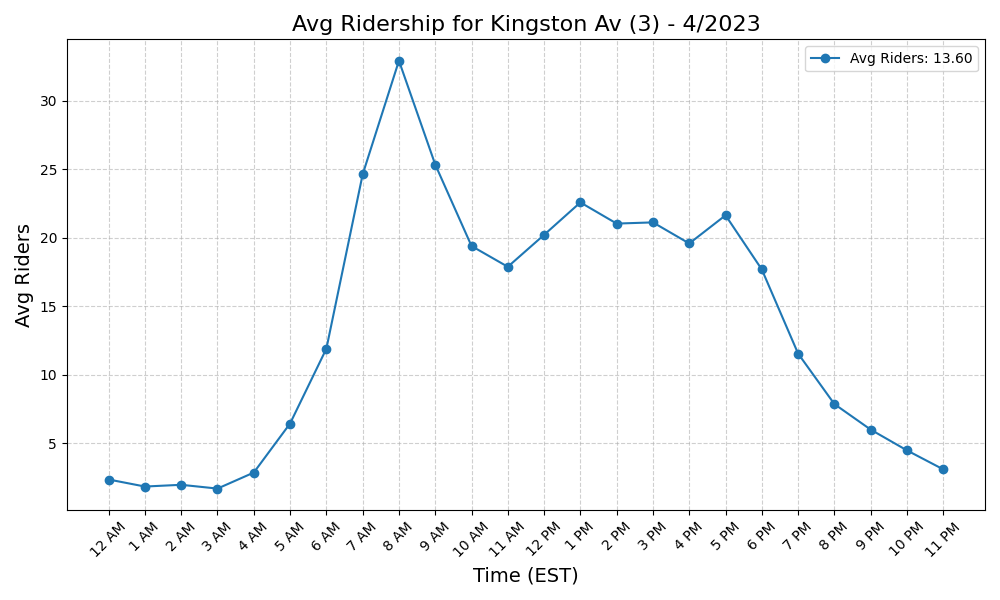 Avg Ridership for Kingston Av (3) - 4/2023
Avg Riders: 13.60
Avg Riders
30
25
20
15
10
5
12 AM
1 AM
2 AM
3 AM
4 AM
5 AM
6 AM
7 AM
8 AM
9 AM
10 AM
11 AM
12 PM
1 PM
2 PM
3 PM
4 PM
5 PM
6 PM
7 PM
8 PM
9 PM
10 PM
11 PM
Time (EST)